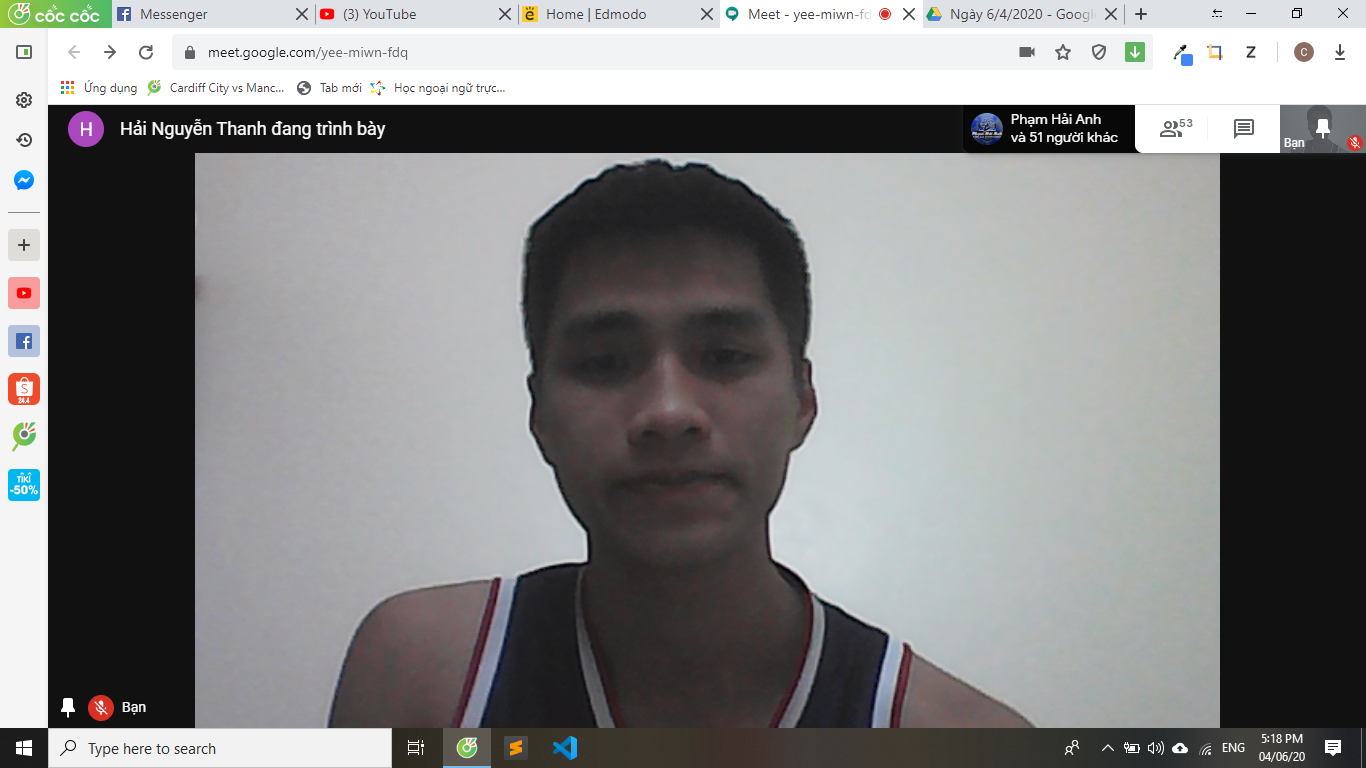 cốc cốc
Messenger
(3) YouTube
Home | Edmodo
Meet - yee-miwn-fd
Ngày 6/4/2020 - Googl
meet.google.com/yee-miwn-fdq
Z
C
Ứng dụng
Cardiff City vs Manc...
Tab mới
Học ngoại ngữ trực...
H
Hải Nguyễn Thanh đang trình bày
Phạm Hải Anh
và 51 người khác
53
Bạn
24.4
TIKI
-50%
Bạn
Type here to search
ENG
5:18 PM
04/06/20